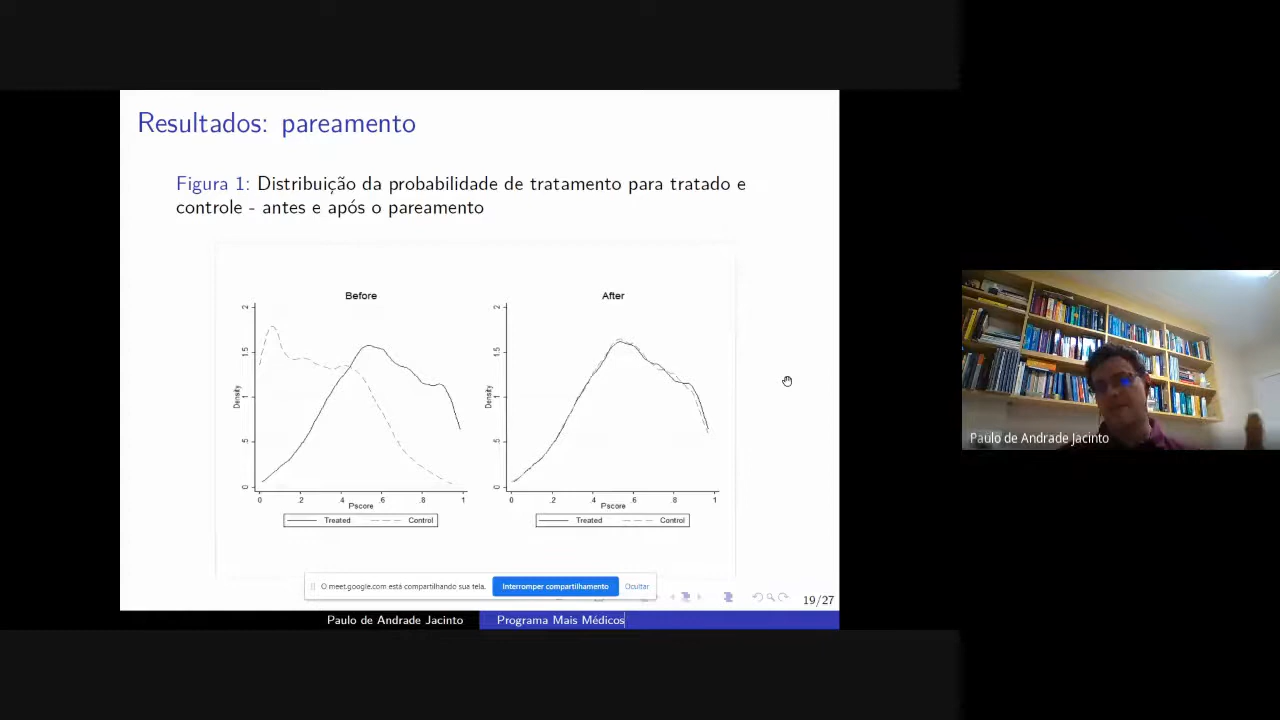 Resultados: pareamento
Figura 1: Distribuição da probabilidade de tratamento para tratado e
controle - antes e após o pareamento
Before
Density
0 .5 1 1.5 2
0 .2 .4 .6 .8 1
Pscore
Treated Control
After
Density
0 .5 1 1.5 2
0 .2 .4 .6 .8 1
Pscore
Treated Control
O meet.google.com está compartilhando sua tela.
Interromper compartilhamento
Ocultar
19/27
Paulo de Andrade Jacinto
Programa Mais Médicos
Paulo de Andrade Jacinto